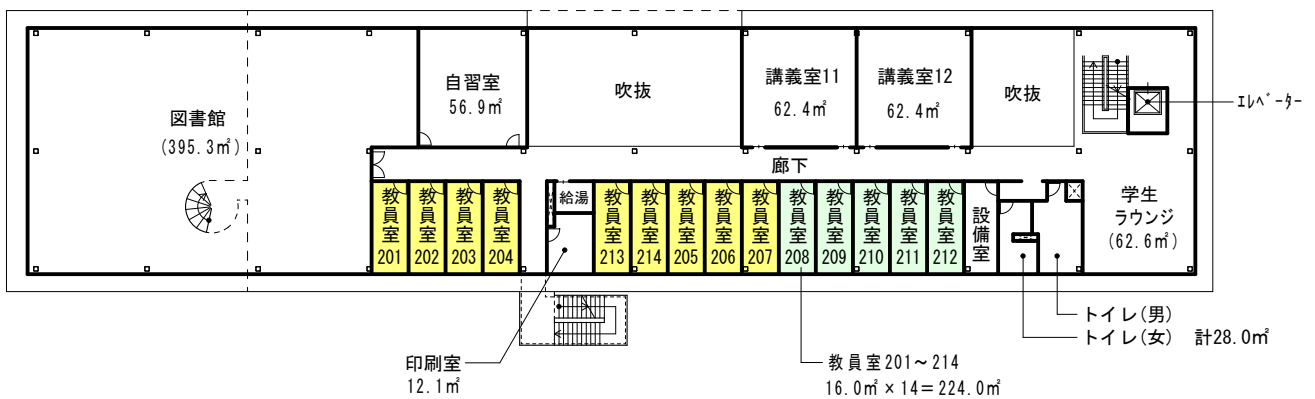 図書館
(395.3㎡)
自習室
56.9㎡
吹抜
講義室11
62.4㎡
講義室12
62.4㎡
吹抜
ｴﾚﾍﾞｰﾀｰ
廊下
教員室
201
教員室
202
教員室
203
教員室
204
給湯
教員室
213
教員室
214
教員室
205
教員室
206
教員室
207
教員室
208
教員室
209
教員室
210
教員室
211
教員室
212
設備室
学生
ラウンジ
(62.6㎡)
トイレ(男)
トイレ(女) 計28.0㎡
印刷室
12.1㎡
教員室201～214
16.0㎡×14＝224.0㎡